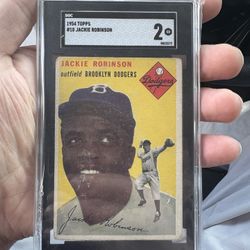 SGC
1954 TOPPS
#10 JACKIE ROBINSON
2
JACKIE ROBINSON
outfield BROOKLYN DODGERS
Dodgers
B
Jackie Robinson